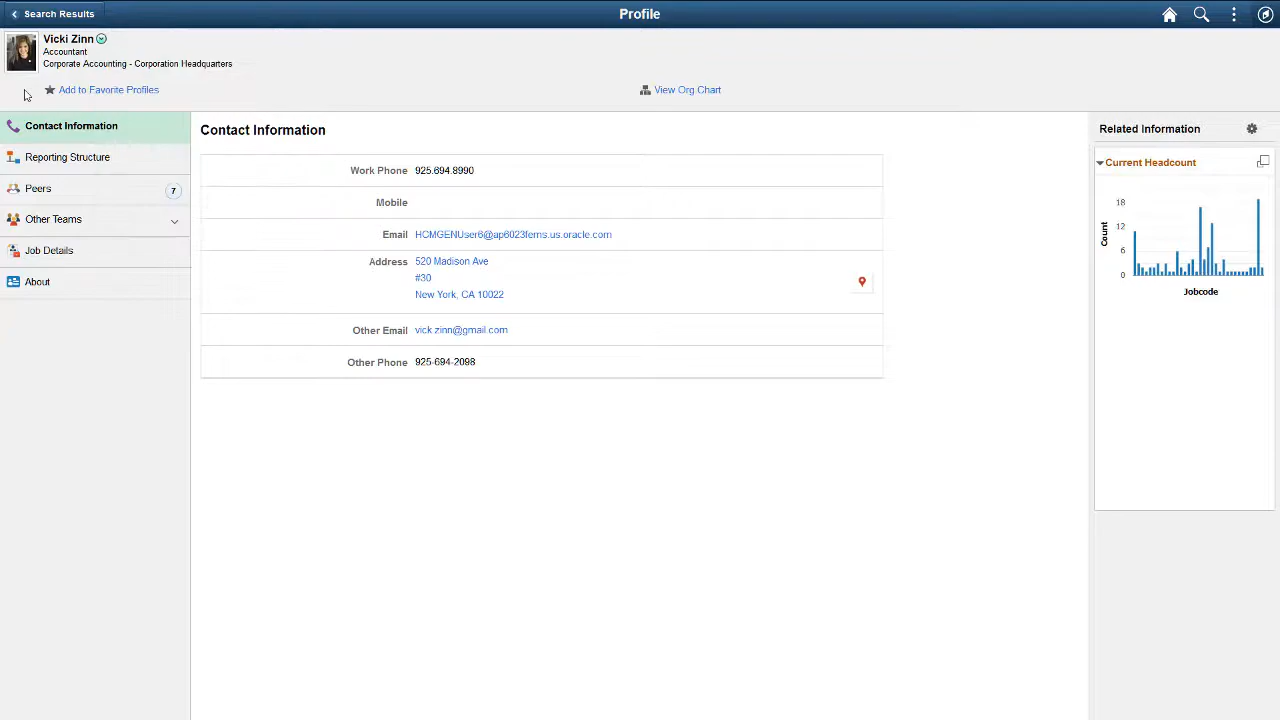 Search Results
Profile
Vicki Zinn
Accountant
Corporate Accounting - Corporation Headquarters
Add to Favorite Profiles
View Org Chart
Contact Information
Reporting Structure
Peers
7
Other Teams
Job Details
About
Contact Information
Work Phone 925.694.8990
Mobile
Email HCMGENUser6@ap6023fems.us.oracle.com
Address 520 Madison Ave
#30
New York, CA 10022
Other Email vick.zinn@gmail.com
Other Phone 925-694-2098
Related Information
Current Headcount
18
12
6
0
Count
Jobcode